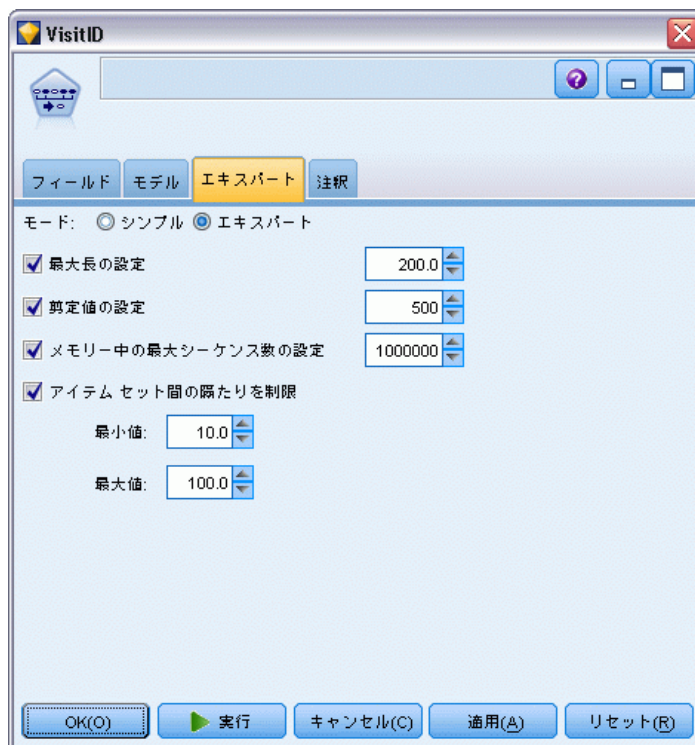 VisitID
フィールド モデル エキスパート 注釈
モード: シンプル エキスパート
最大長の設定 200.0
剪定値の設定 500
メモリー中の最大シーケンス数の設定 1000000
アイテム セット間の隔たりを制限
最小値: 10.0
最大値: 100.0
OK(O) 実行 キャンセル(C) 適用(A) リセット(R)